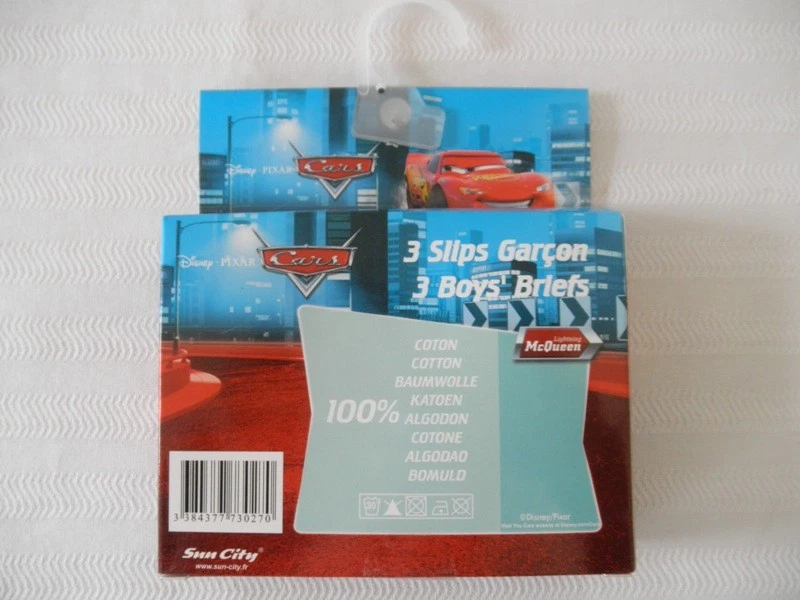 Disney · PIXAR
Cars
Disney · PIXAR
Cars
3 Slips Garçon
3 Boys' Briefs
Lightning
McQueen
COTON
COTTON
BAUMWOLLE
KATOEN
100% ALGODON
COTONE
ALGODAO
BOMULD
30
©Disney/Pixar
3 384377 730270
Sun City®
www.sun-city.fr